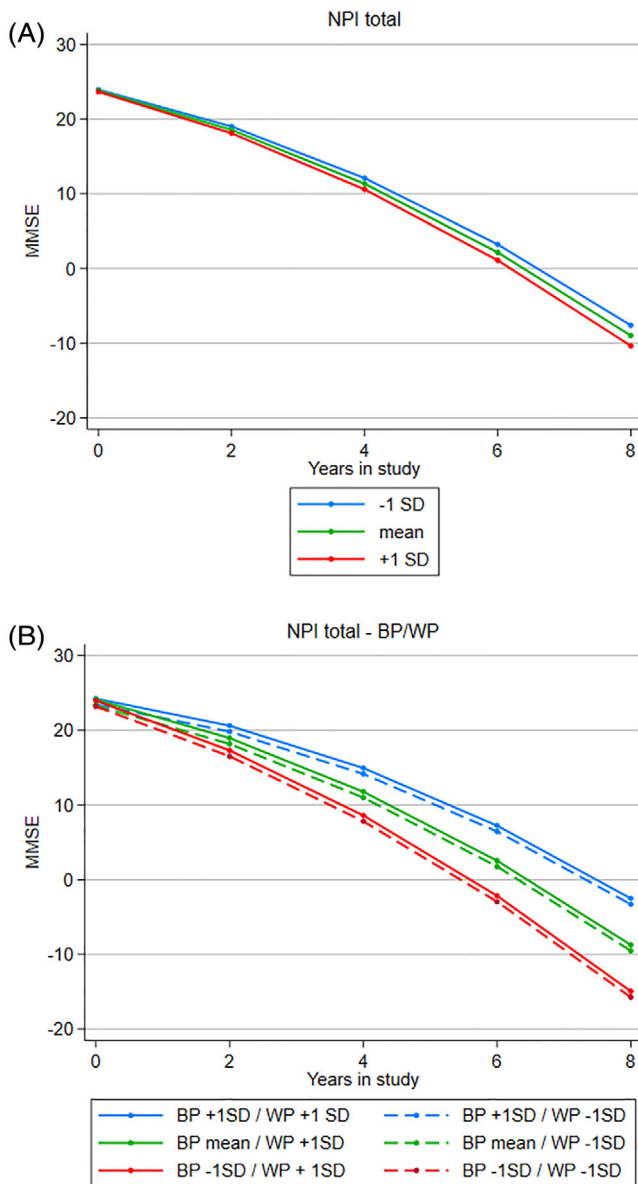 (A)
NPI total
30
20
10
0
-10
-20
MMSE
0 2 4 6 8
Years in study
-1 SD
mean
+1 SD
(B)
NPI total - BP/WP
30
20
10
0
-10
-20
MMSE
0 2 4 6 8
Years in study
BP +1SD / WP +1 SD BP +1SD / WP -1SD
BP mean / WP +1SD BP mean / WP -1SD
BP -1SD / WP + 1SD BP -1SD / WP -1SD